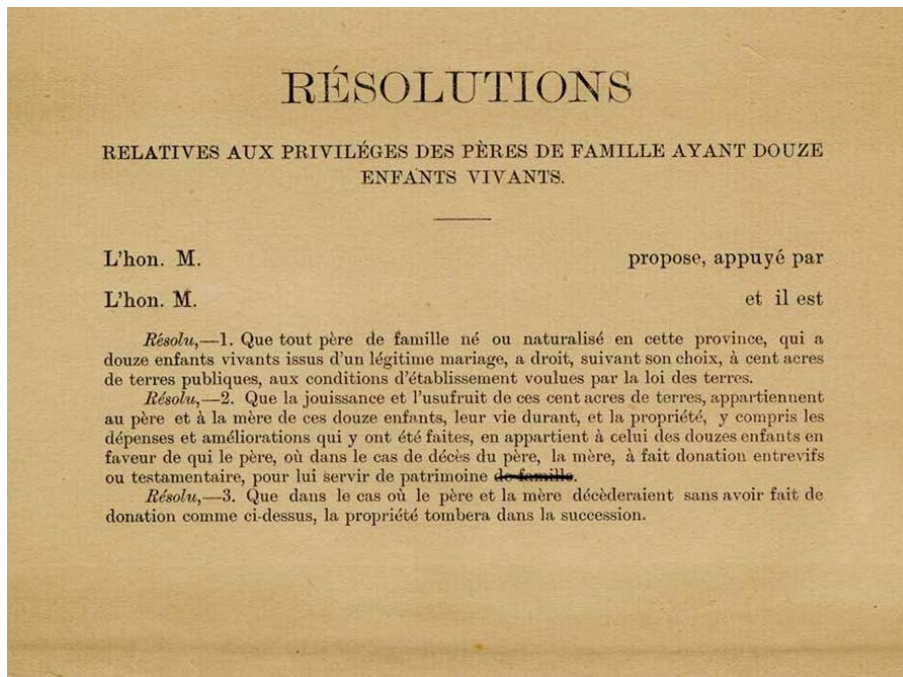 RÉSOLUTIONS
RELATIVES AUX PRIVILÉGES DES PÈRES DE FAMILLE AYANT DOUZE
ENFANTS VIVANTS.
L'hon. M. propose, appuyé par
L'hon. M. et il est
Résolu,—1. Que tout père de famille né ou naturalisé en cette province, qui a
douze enfants vivants issus d'un légitime mariage, a droit, suivant son choix, à cent acres
de terres publiques, aux conditions d'établissement voulues par la loi des terres.
Résolu,—2. Que la jouissance et l'usufruit de ces cent acres de terres, appartiennent
au père et à la mère de ces douze enfants, leur vie durant, et la propriété, y compris les
dépenses et améliorations qui y ont été faites, en appartient à celui des douzes enfants en
faveur de qui le père, où dans le cas de décès du père, la mère, à fait donation entrevifs
ou testamentaire, pour lui servir de patrimoine de famille.
Résolu,—3. Que dans le cas où le père et la mère décèderaient sans avoir fait de
donation comme ci-dessus, la propriété tombera dans la succession.